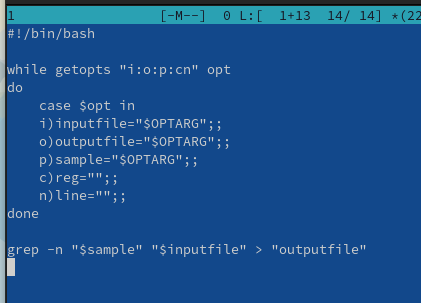 1 [-M--] 0 L:[ 1+13 14/ 14] *(22
#!/bin/bash
while getopts "i:o:p:cn" opt
do
case $opt in
i)inputfile="$OPTARG";;
o)outputfile="$OPTARG";;
p)sample="$OPTARG";;
c)reg="";;
n)line="";;
done
grep -n "$sample" "$inputfile" > "outputfile"